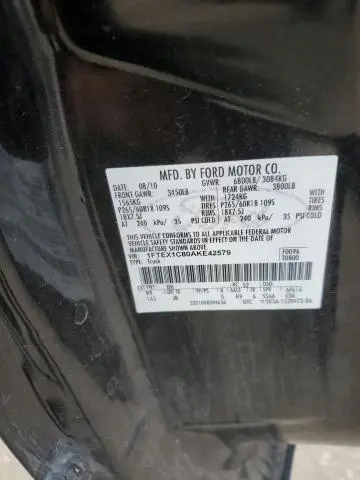 MFD. BY FORD MOTOR CO.
DATE: 08/10 GVWR: 6800LB/ 3084KG
FRONT GAWR: 3450LB REAR GAWR: 3800LB
1565KG WITH 1724KG WITH
P265/60R18 109S TIRES P265/60R18 109S TIRES
18X7.5J RIMS 18X7.5J RIMS
AT 240 kPa/ 35 PSI COLD AT 240 kPa/ 35 PSI COLD
THIS VEHICLE CONFORMS TO ALL APPLICABLE FEDERAL MOTOR
VEHICLE SAFETY STANDARDS IN EFFECT ON THE DATE OF
MANUFACTURE SHOWN ABOVE.
VIN: 1FTEX1C80AKE42579 F0096
TYPE: Truck T0800